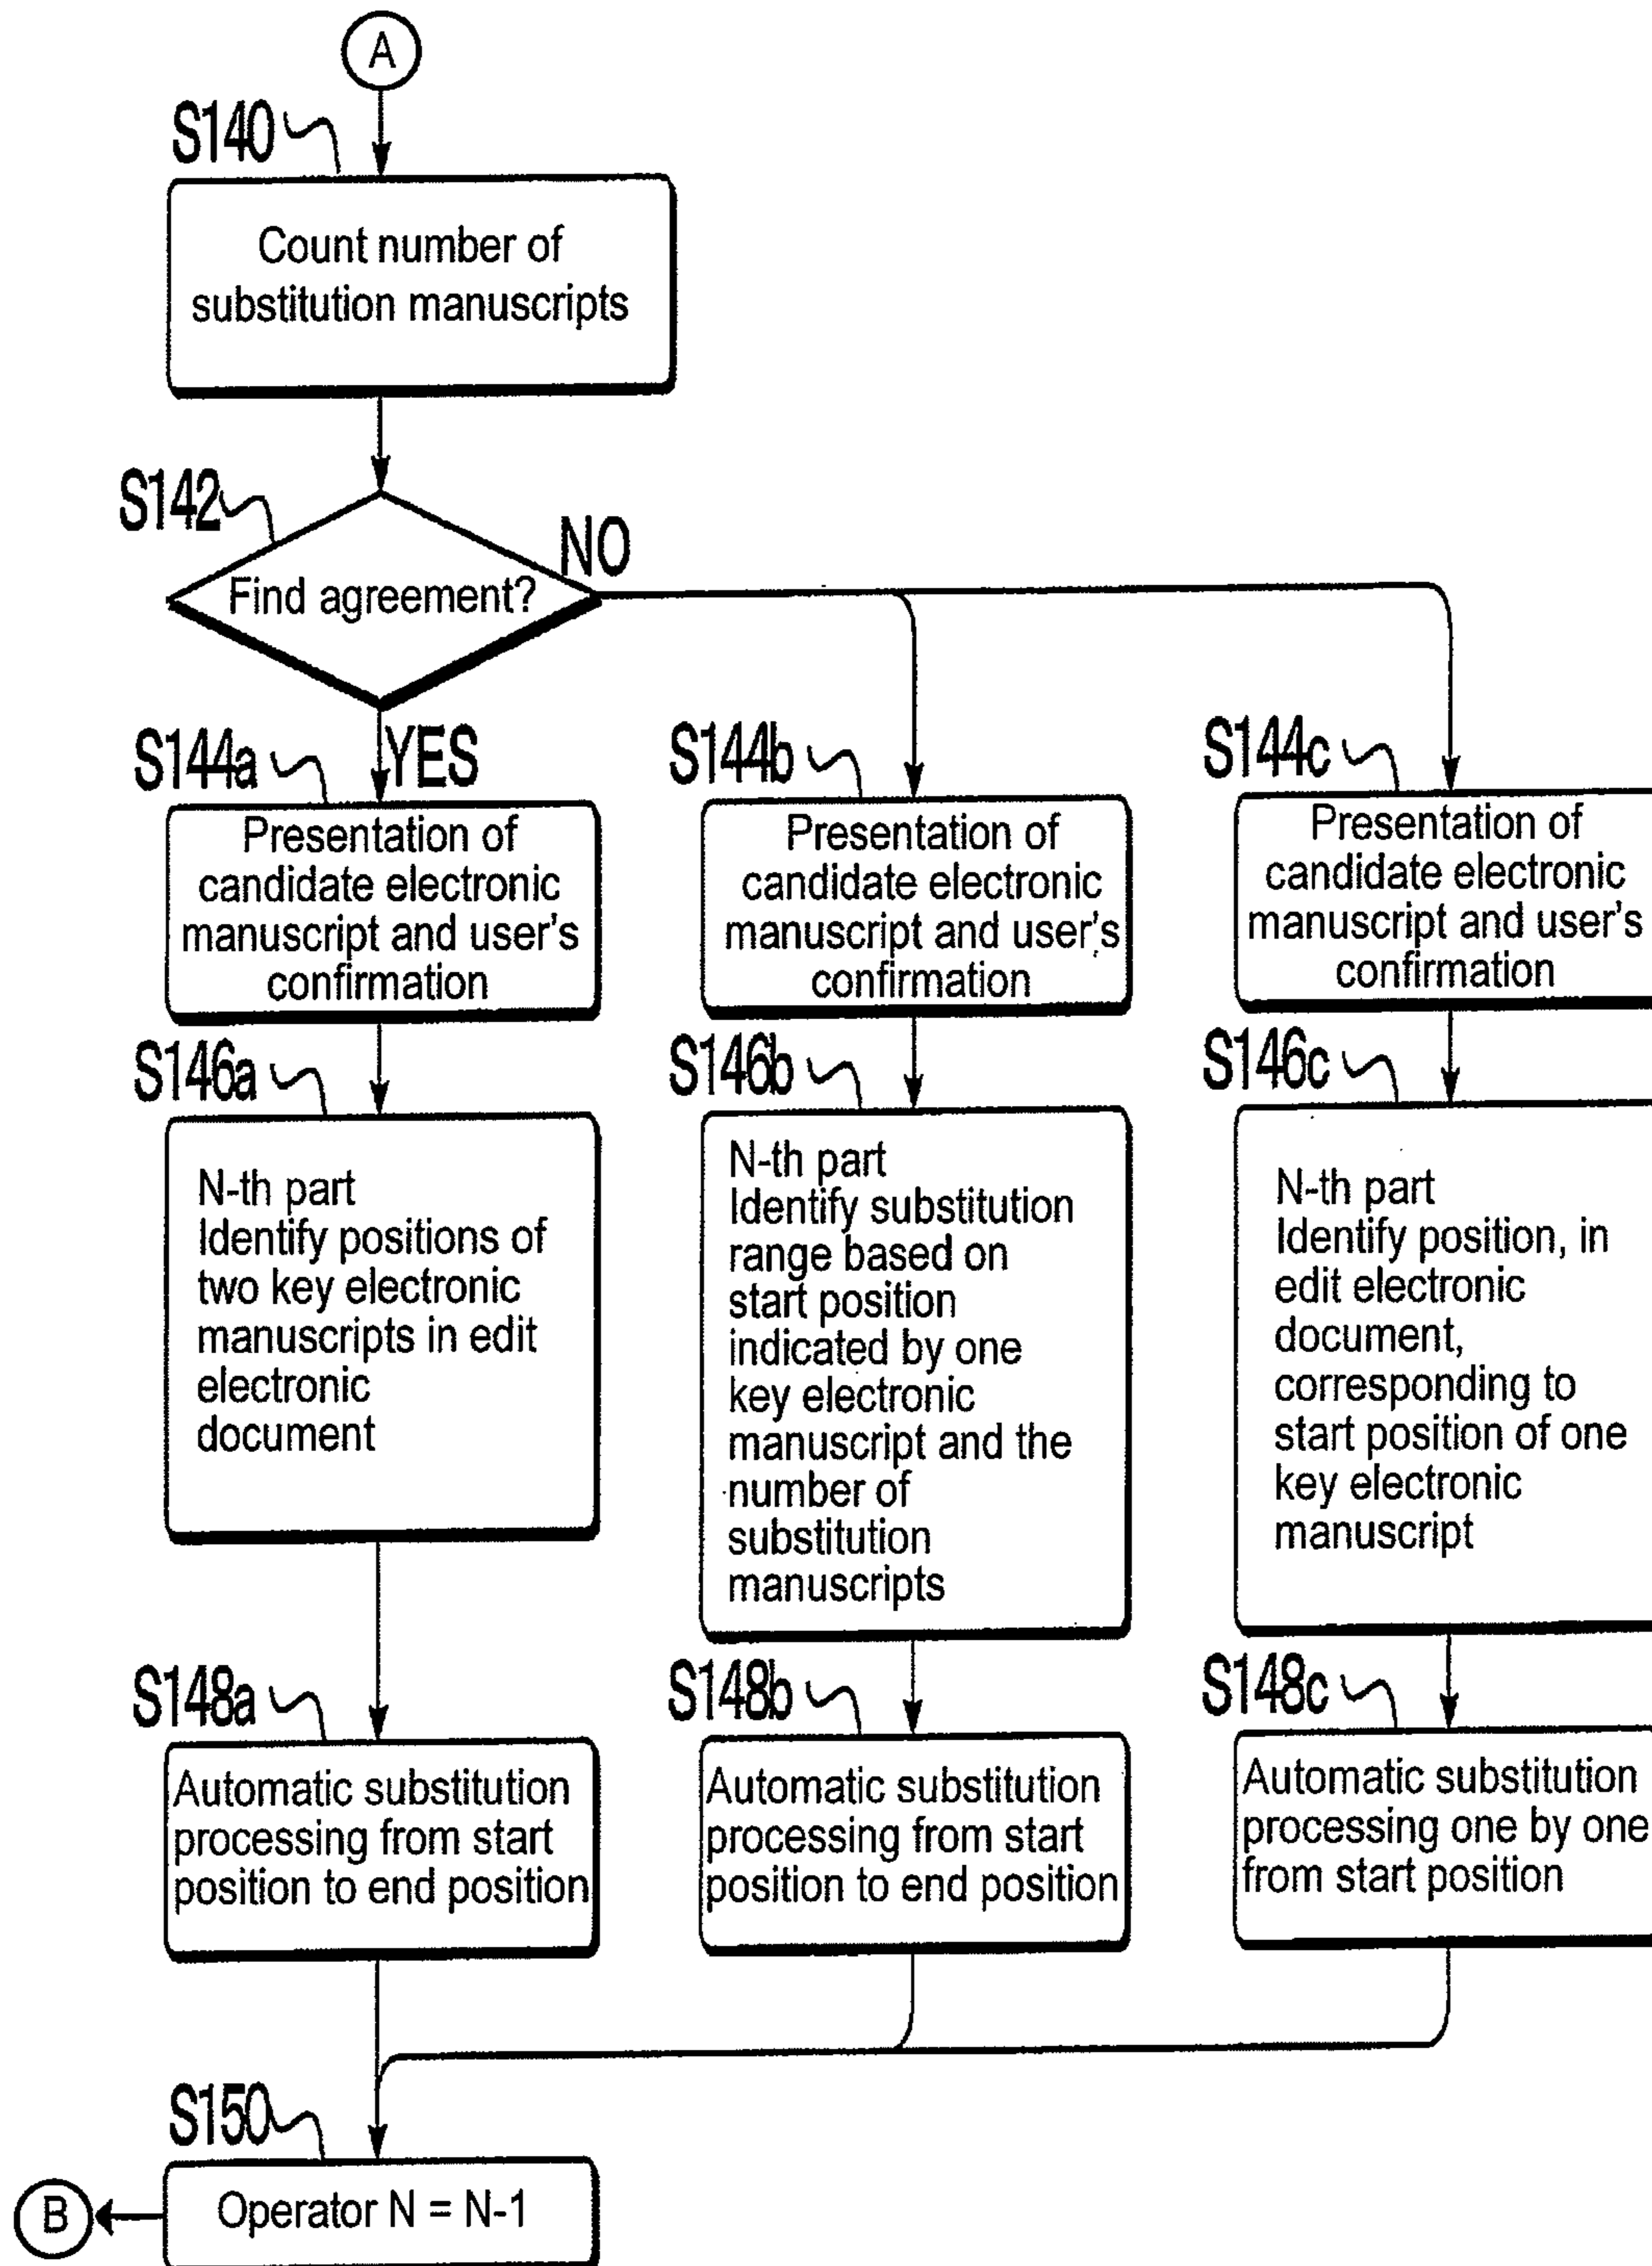 A
S140
Count number of
substitution manuscripts
S142
Find agreement?
NO
YES
S144a
Presentation of
candidate electronic
manuscript and user's
confirmation
S144b
Presentation of
candidate electronic
manuscript and user's
confirmation
S144c
Presentation of
candidate electronic
manuscript and user's
confirmation
S146a
N-th part
Identify positions of
two key electronic
manuscripts in edit
electronic
document
S146b
N-th part
Identify substitution
range based on
start position
indicated by one
key electronic
manuscript and the
number of
substitution
manuscripts
S146c
N-th part
Identify position, in
edit electronic
document,
corresponding to
start position of one
key electronic
manuscript
S148a
Automatic substitution
processing from start
position to end position
S148b
Automatic substitution
processing from start
position to end position
S148c
Automatic substitution
processing one by one
from start position
S150
Operator N = N-1
B